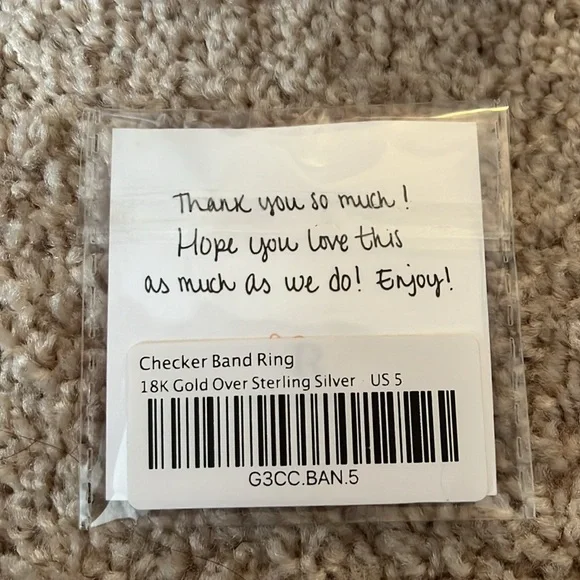 Thank you so much!
Hope you love this
as much as we do! Enjoy!
Checker Band Ring
18K Gold Over Sterling Silver US 5
G3CC.BAN.5